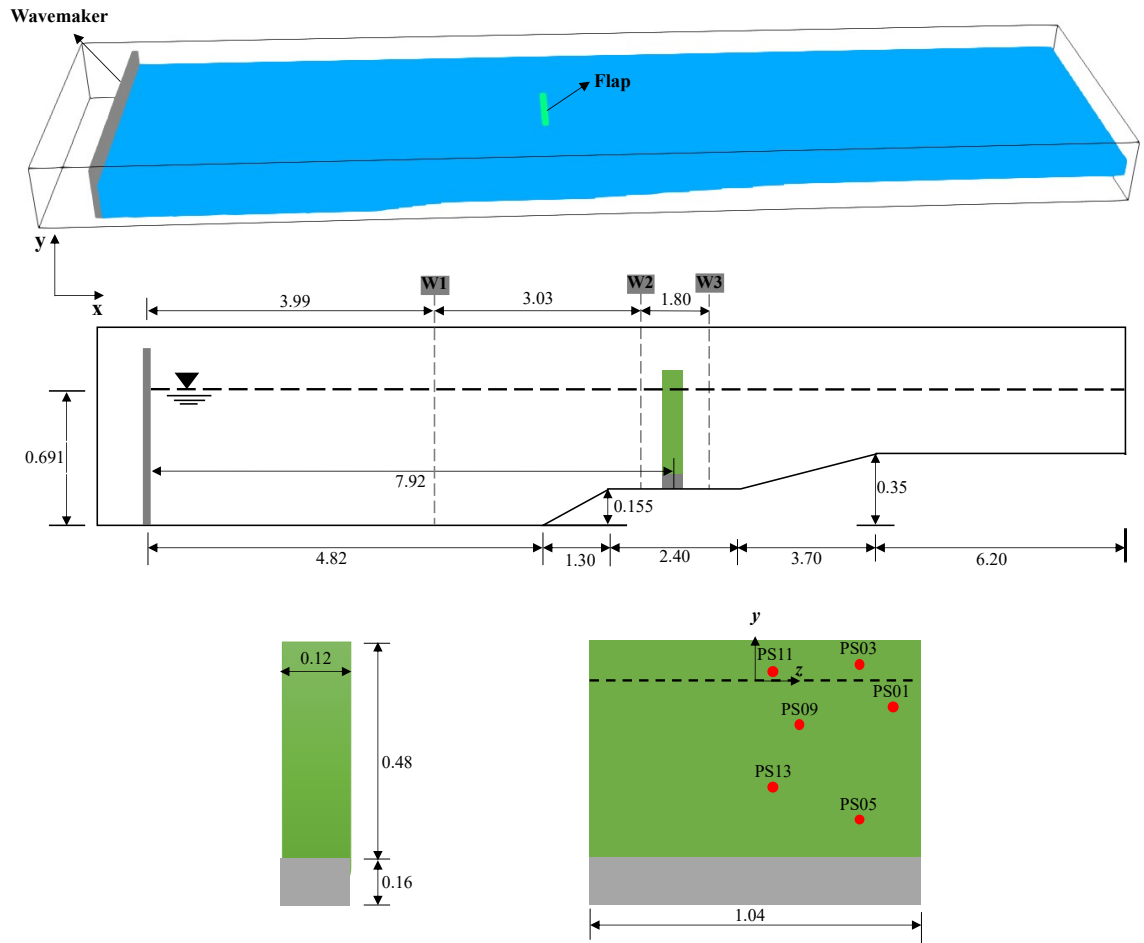 Wavemaker
Flap
y
x
W1
W2
W3
3.99
3.03
1.80
0.691
7.92
0.155
0.35
4.82
1.30
2.40
3.70
6.20
0.12
0.48
0.16
y
z
PS11
PS03
PS01
PS09
PS13
PS05
1.04